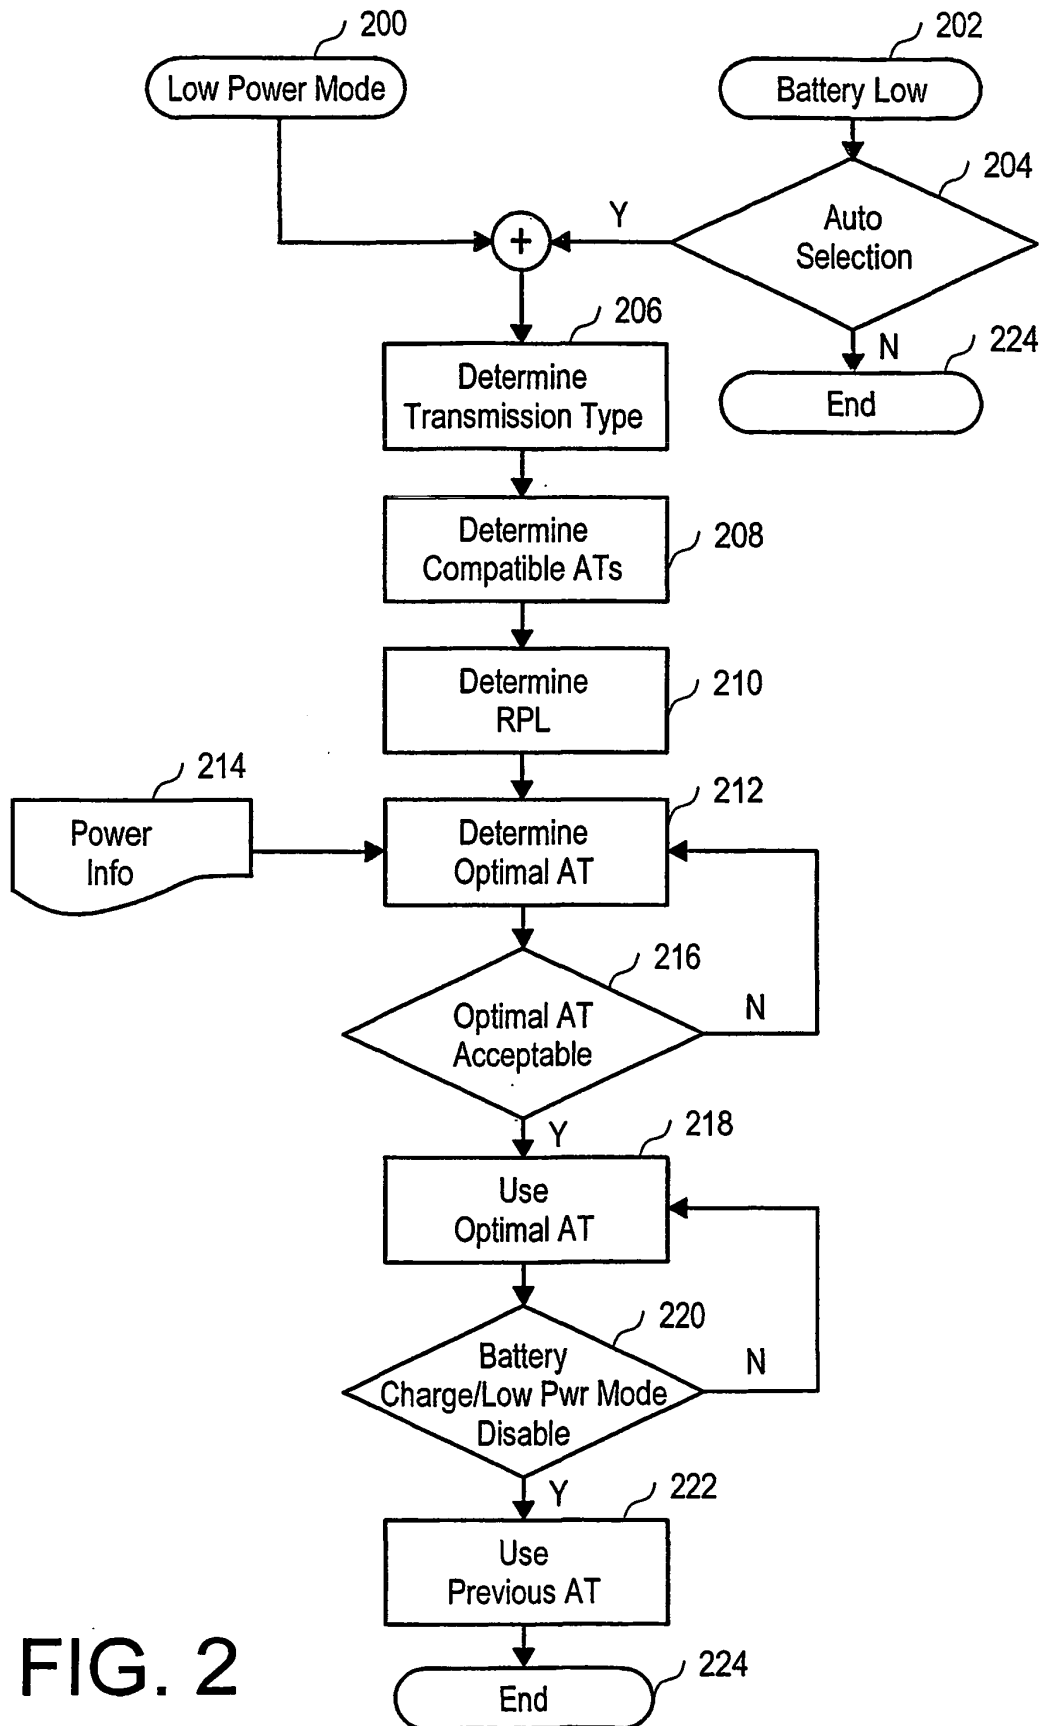 200
Low Power Mode
202
Battery Low
204
Auto
Selection
Y
+
N
224
End
206
Determine
Transmission Type
208
Determine
Compatible ATs
210
Determine
RPL
214
Power
Info
212
Determine
Optimal AT
216
Optimal AT
Acceptable
N
Y
218
Use
Optimal AT
220
Battery
Charge/Low Pwr Mode
Disable
N
Y
222
Use
Previous AT
224
End
FIG. 2